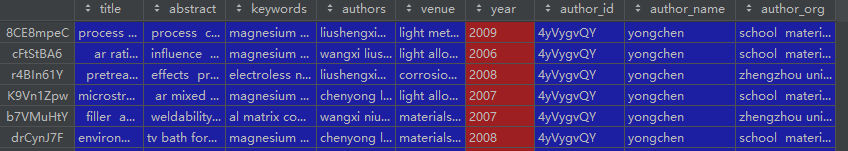 title abstract keywords authors venue year author_id author_name author_org
8CE8mpeC process ... process c... magnesium ... liushengxi... light met... 2009 4yVygvQY yongchen school materi...
cFtStBA6 ar rati... influence ... magnesium ... wangxi lius... light allo... 2006 4yVygvQY yongchen school materi...
r4BIn61Y pretrea... effects pr... electroless n... liushengxi... corrosio... 2008 4yVygvQY yongchen zhengzhou uni...
K9Vn1Zpw microstr... ar mixed ... magnesium ... chenyong l... light allo... 2007 4yVygvQY yongchen school materi...
b7VMuHtY filler a... weldability... al matrix co... wangxi niu... materials... 2007 4yVygvQY yongchen zhengzhou uni...
drCynJ7F environ... tv bath for... magnesium ... chenyong l... materials... 2008 4yVygvQY yongchen school materi...